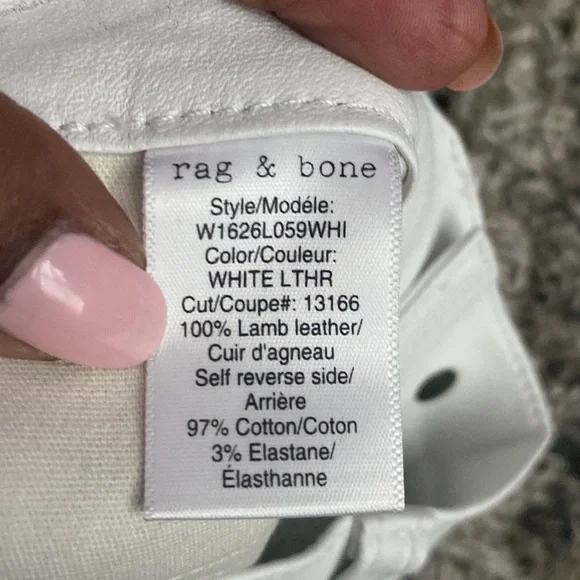 rag & bone
Style/Modéle:
W1626L059WHI
Color/Couleur:
WHITE LTHR
Cut/Coupe#: 13166
100% Lamb leather/
Cuir d'agneau
Self reverse side/
Arrière
97% Cotton/Coton
3% Elastane/
Élasthanne